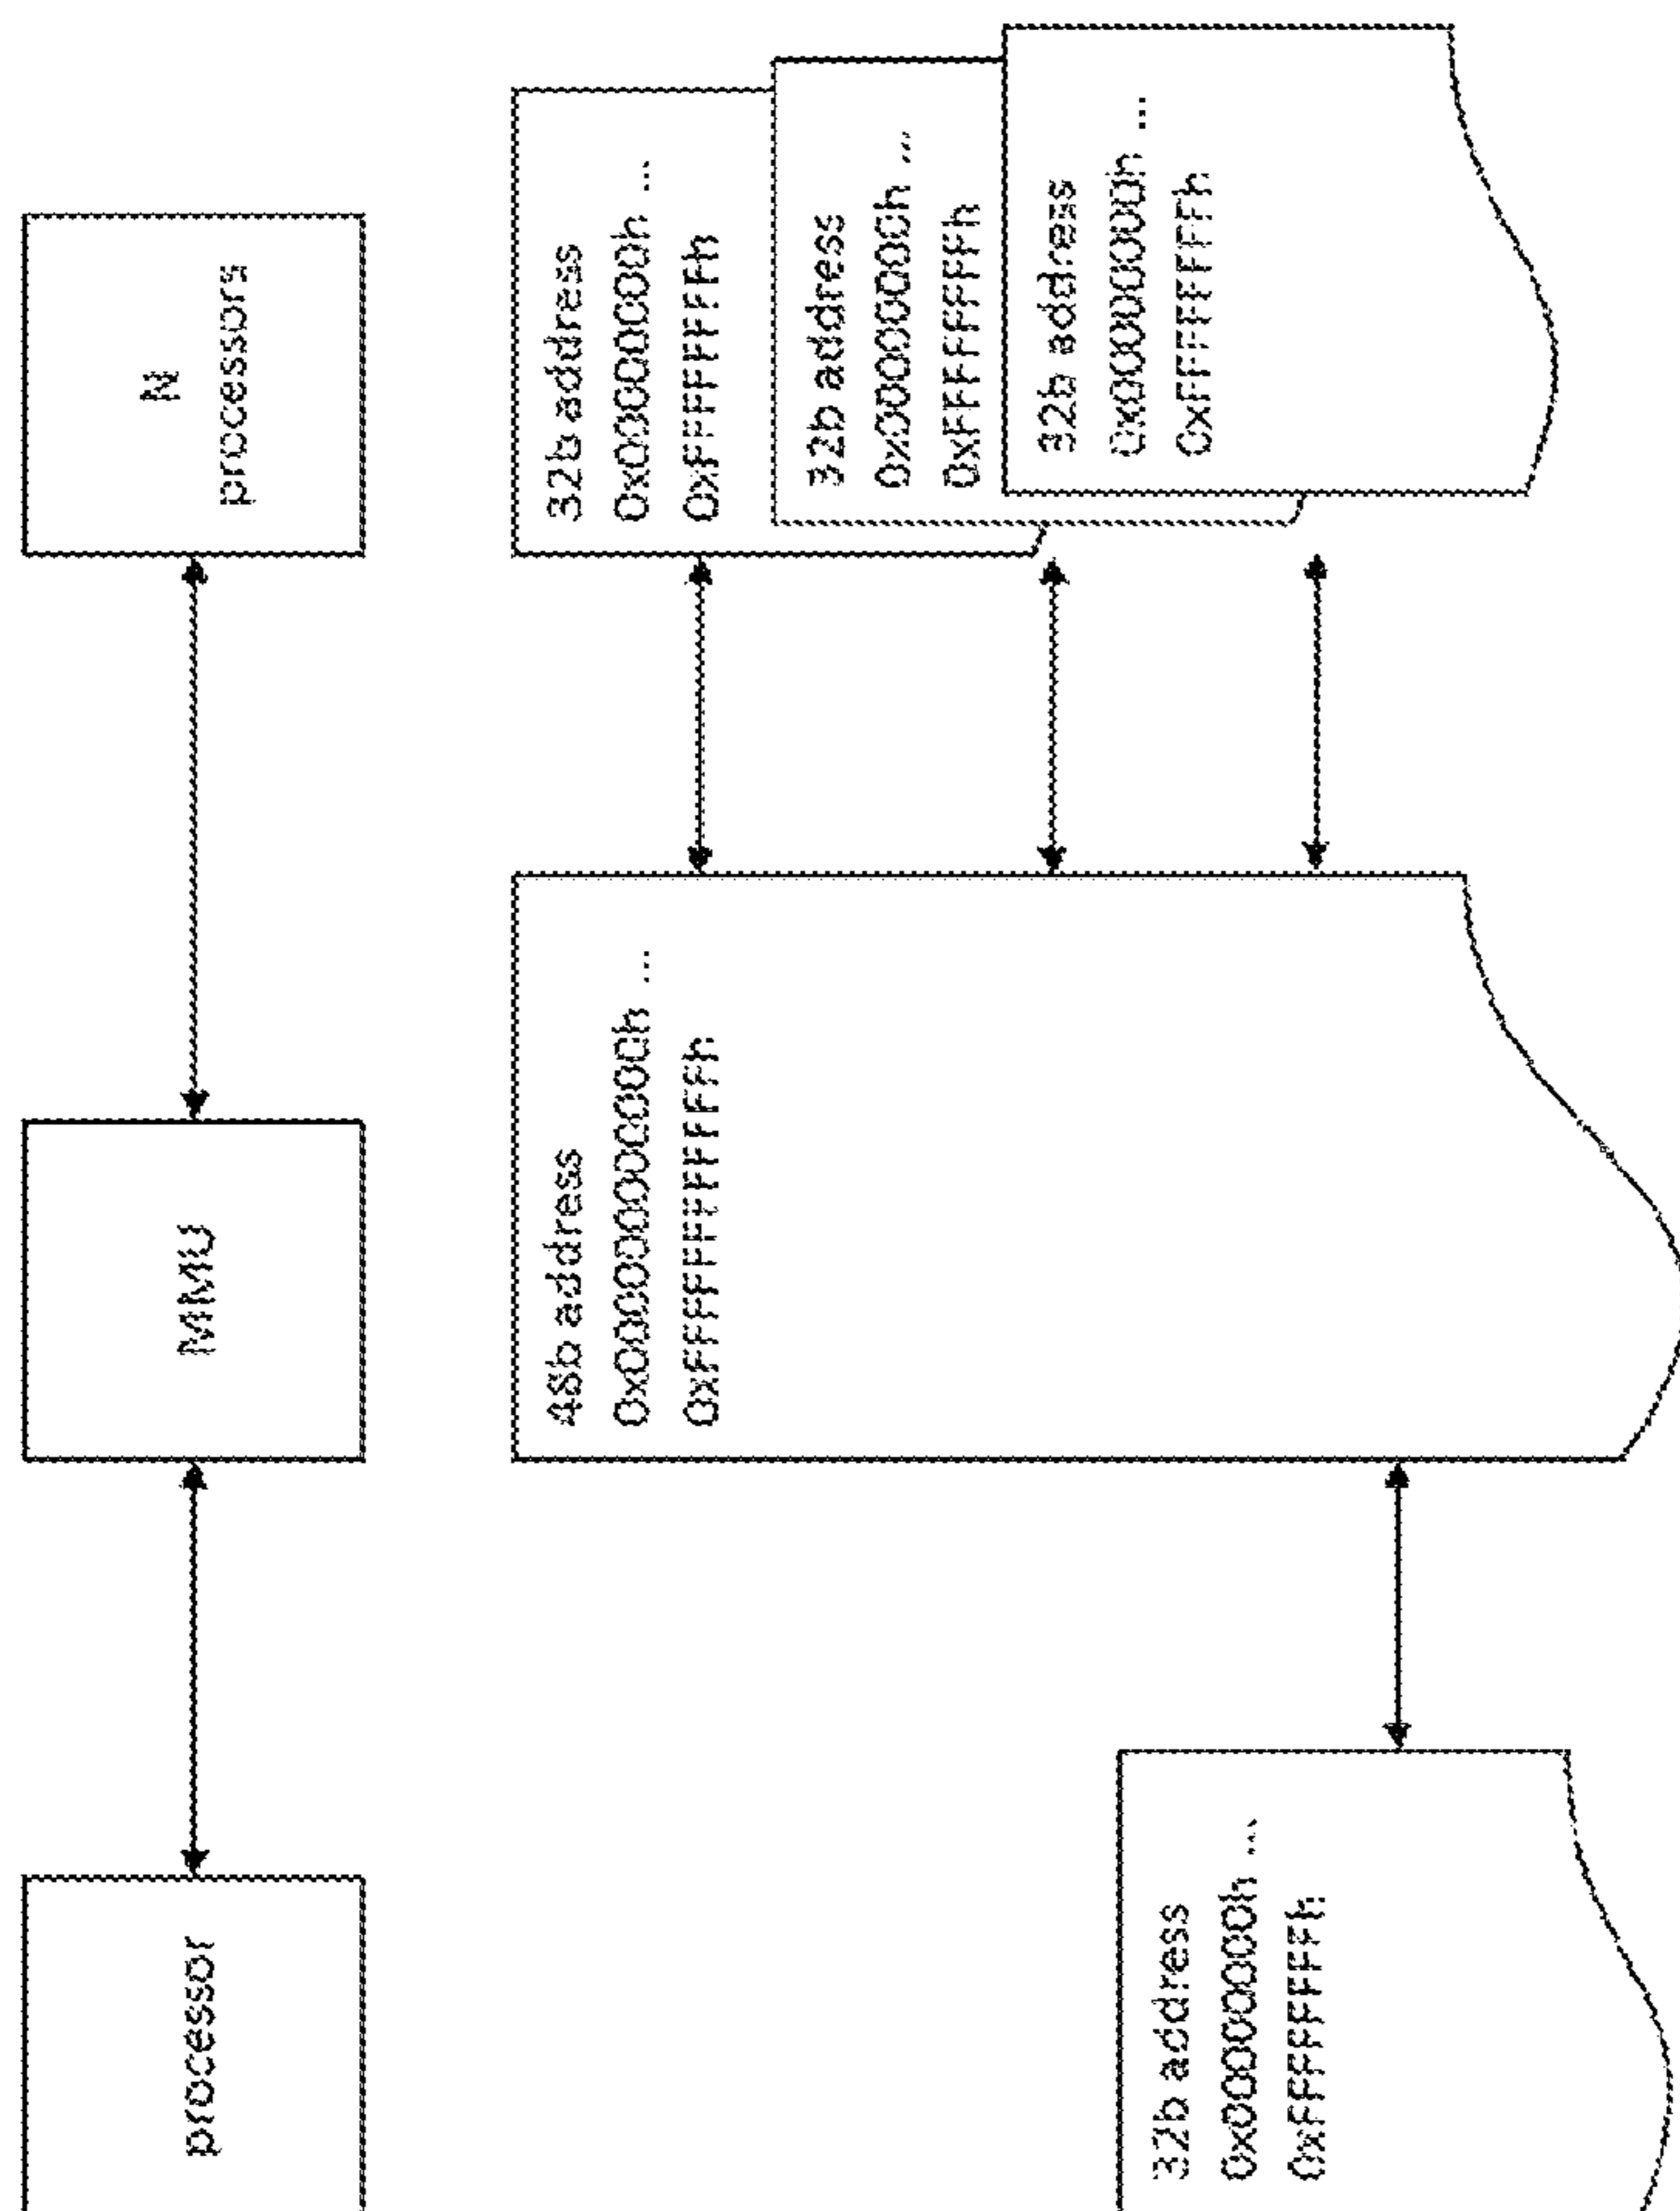 processor
MMU
N
processors
32b address
0x00000000h ...
0xFFFFFFFFh
48b address
0x000000000000h ...
0xFFFFFFFFFFFFh
32b address
0x00000000h ...
0xFFFFFFFFh
32b address
0x00000000h ...
0xFFFFFFFFh
32b address
0x00000000h ...
0xFFFFFFFFh